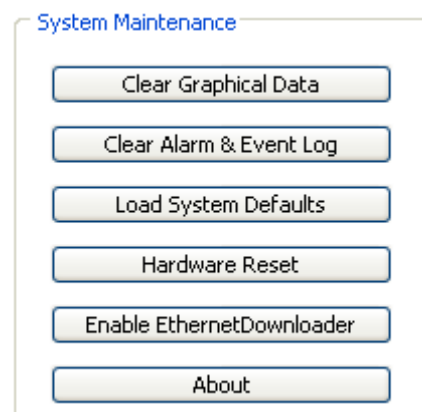 System Maintenance
Clear Graphical Data
Clear Alarm & Event Log
Load System Defaults
Hardware Reset
Enable EthernetDownloader
About